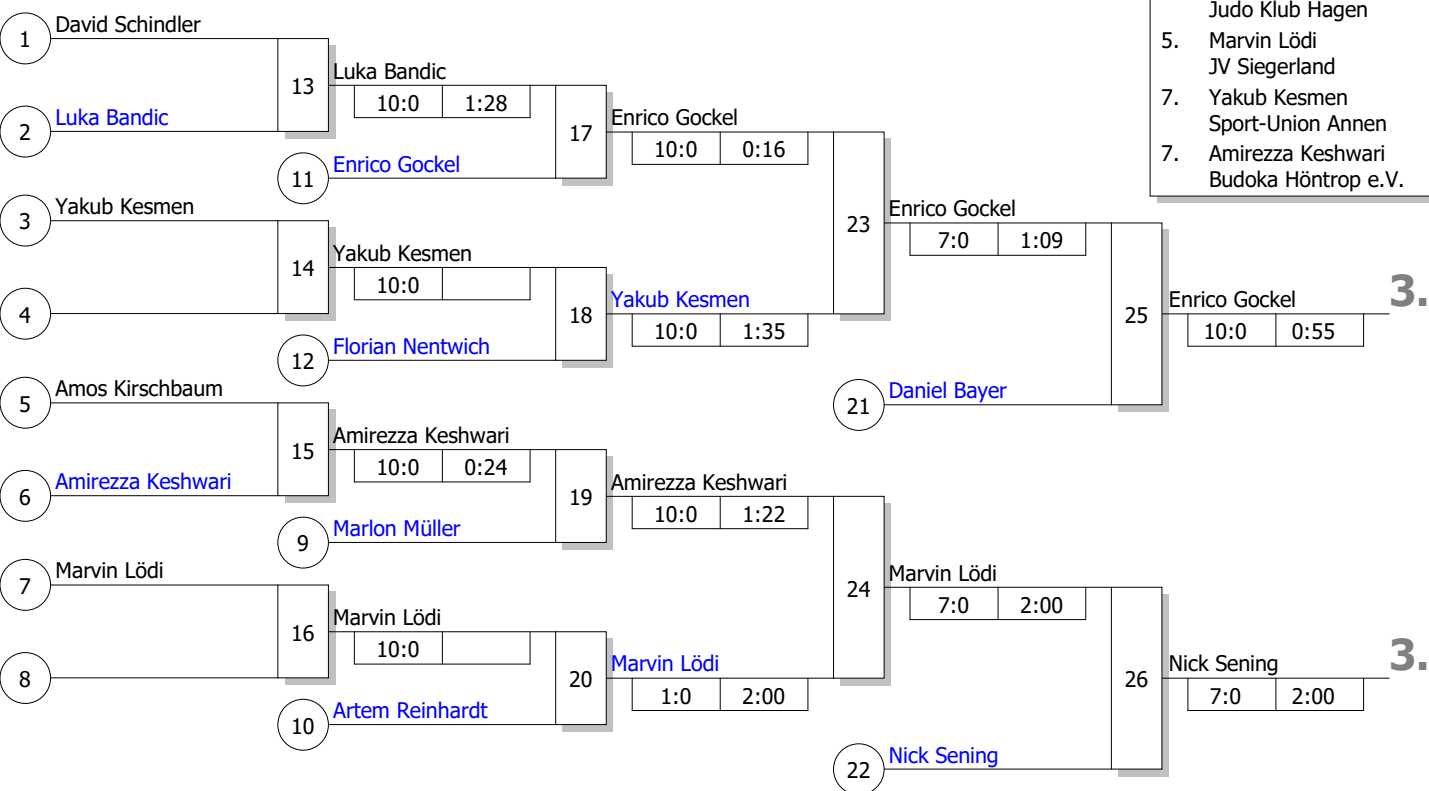 Judo Klub Hagen
5. Marvin Lödi
JV Siegerland
7. Yakub Kesmen
Sport-Union Annen
7. Amirezza Keshwari
Budoka Höntrop e.V.
1 David Schindler
13 Luka Bandic
10:0 1:28
2 Luka Bandic
17 Enrico Gockel
10:0 0:16
11 Enrico Gockel
3 Yakub Kesmen
23 Enrico Gockel
7:0 1:09
14 Yakub Kesmen
10:0
4
18 Yakub Kesmen
10:0 1:35
25 Enrico Gockel 3.
10:0 0:55
12 Florian Nentwich
5 Amos Kirschbaum
21 Daniel Bayer
15 Amirezza Keshwari
10:0 0:24
6 Amirezza Keshwari
19 Amirezza Keshwari
10:0 1:22
9 Marlon Müller
7 Marvin Lödi
24 Marvin Lödi
7:0 2:00
16 Marvin Lödi
10:0
8
20 Marvin Lödi
1:0 2:00
26 Nick Sening 3.
7:0 2:00
10 Artem Reinhardt
22 Nick Sening